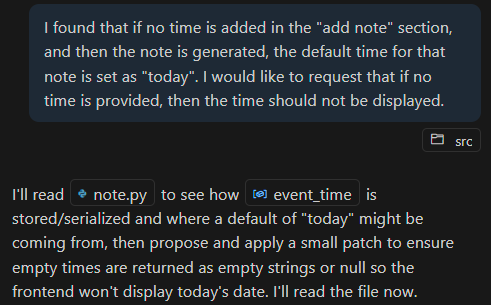 I found that if no time is added in the "add note" section,
and then the note is generated, the default time for that
note is set as "today". I would like to request that if no
time is provided, then the time should not be displayed.
src
I'll read note.py to see how event_time is
stored/serialized and where a default of "today" might be
coming from, then propose and apply a small patch to ensure
empty times are returned as empty strings or null so the
frontend won't display today's date. I'll read the file now.